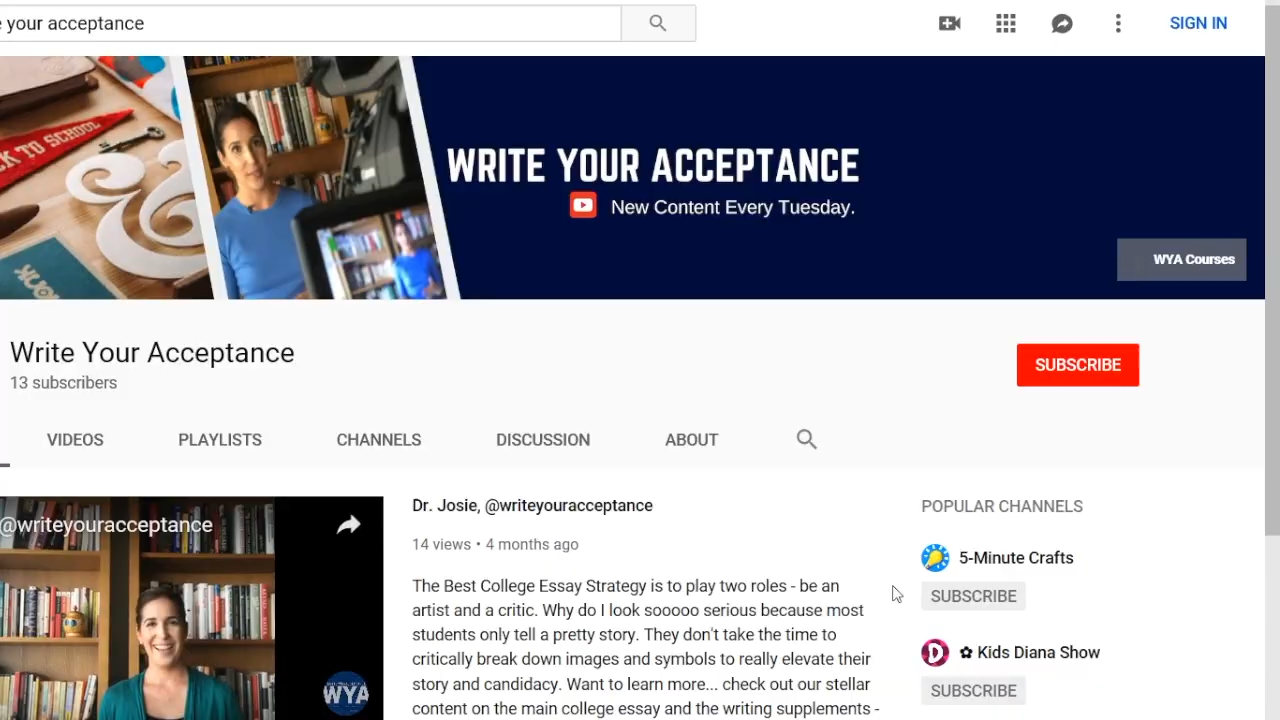 your acceptance
SIGN IN
K TO SCHOOL
WRITE YOUR ACCEPTANCE
New Content Every Tuesday.
WYA Courses
Write Your Acceptance
13 subscribers
SUBSCRIBE
VIDEOS
PLAYLISTS
CHANNELS
DISCUSSION
ABOUT
@writeyouracceptance
WYA
Dr. Josie, @writeyouracceptance
14 views • 4 months ago
The Best College Essay Strategy is to play two roles - be an
artist and a critic. Why do I look sooooo serious because most
students only tell a pretty story. They don't take the time to
critically break down images and symbols to really elevate their
story and candidacy. Want to learn more... check out our stellar
content on the main college essay and the writing supplements -
POPULAR CHANNELS
5-Minute Crafts
SUBSCRIBE
✿ Kids Diana Show
SUBSCRIBE